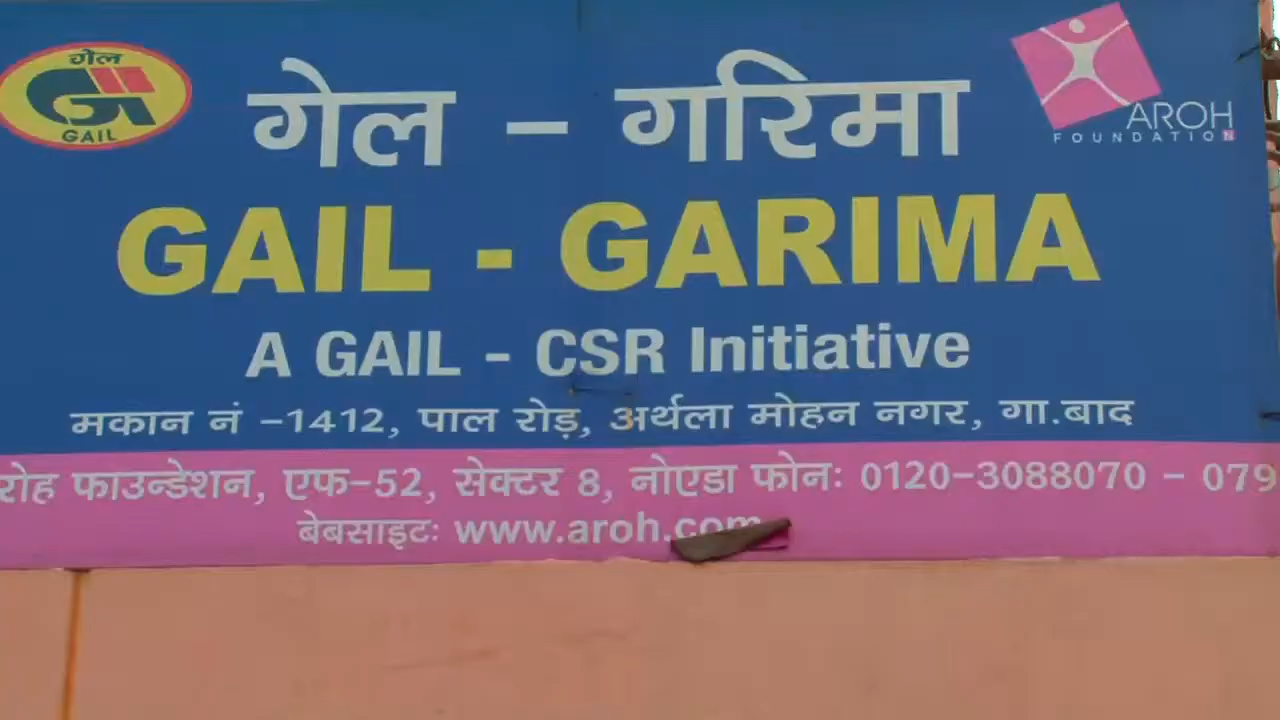 गेल
GAIL
गेल - गरिमा
AROH
FOUNDATION
GAIL - GARIMA
A GAIL - CSR Initiative
मकान नं -1412, पाल रोड़, अर्थला मोहन नगर, गा.बाद
रोह फाउन्डेशन, एफ-52, सेक्टर 8, नोएडा फोन: 0120-3088070 - 079
बेबसाइट: www.aroh.com